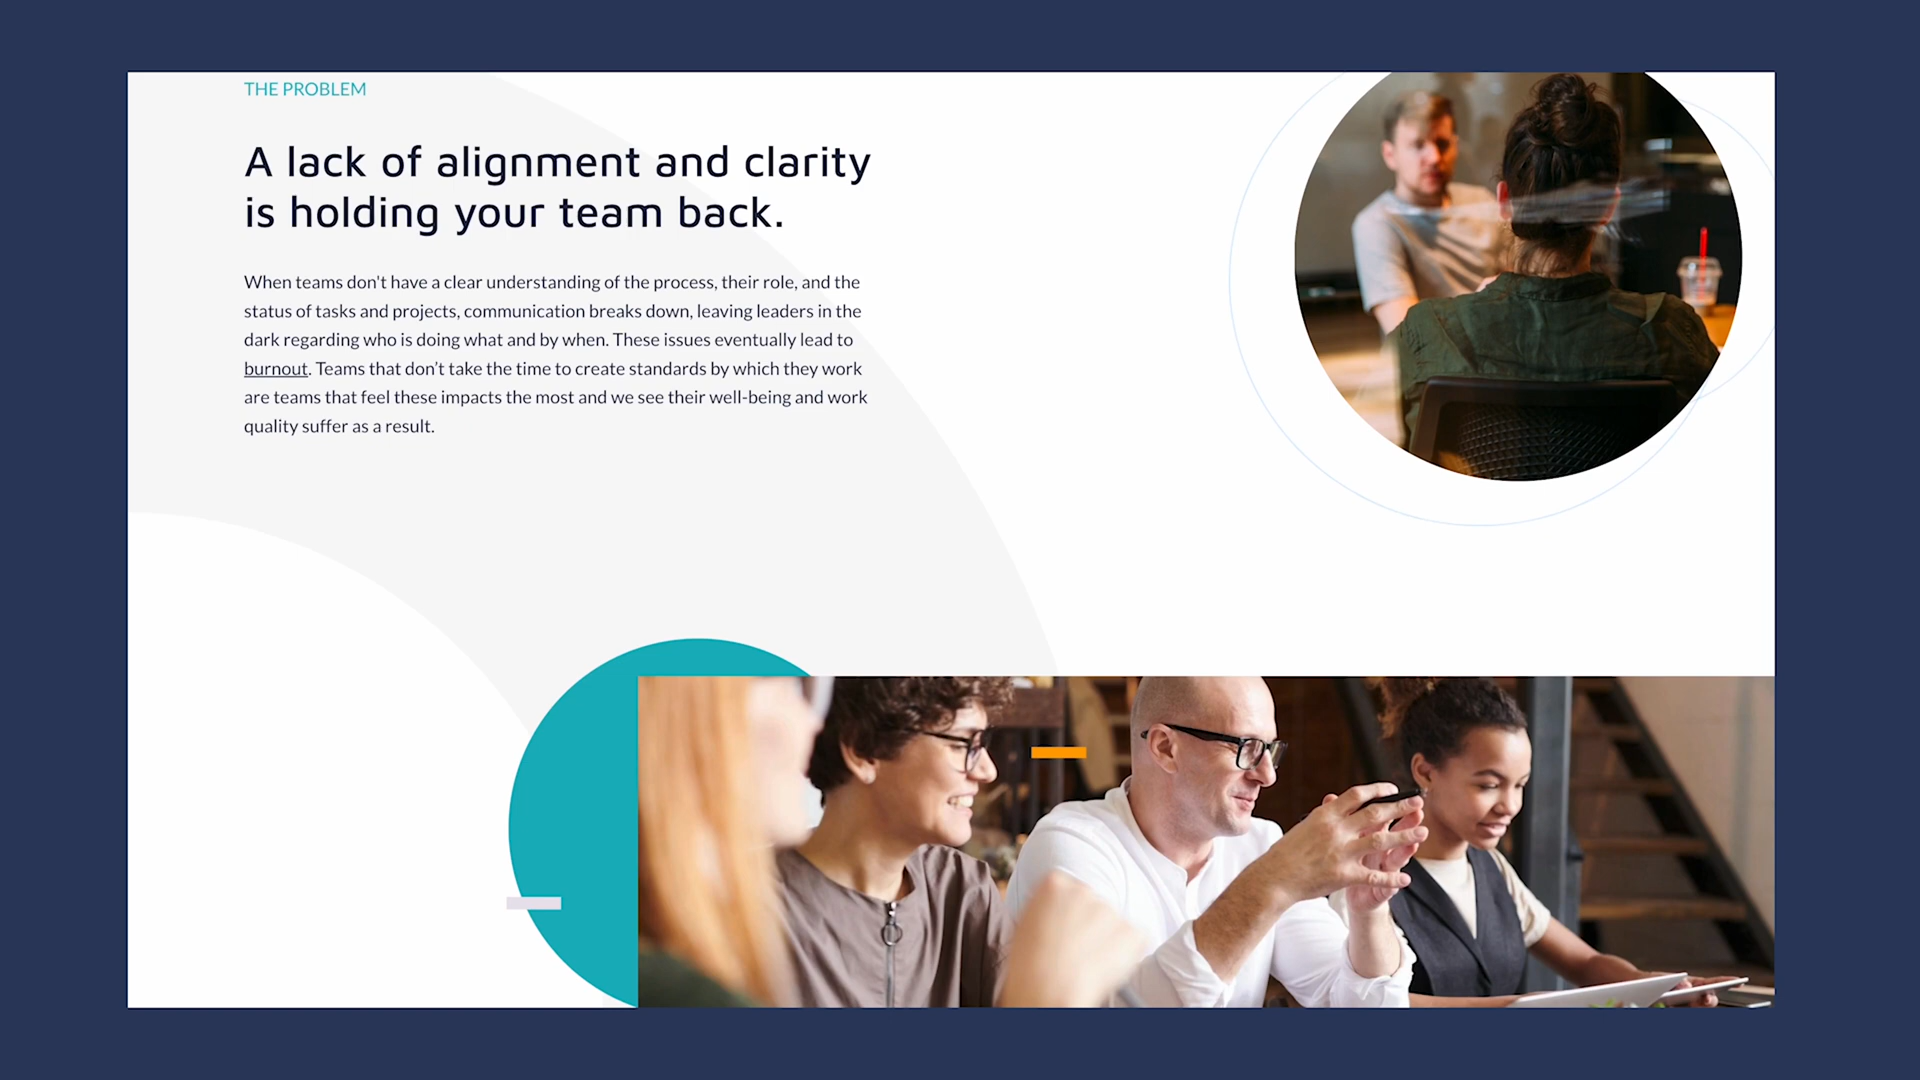 THE PROBLEM
A lack of alignment and clarity
is holding your team back.
When teams don't have a clear understanding of the process, their role, and the
status of tasks and projects, communication breaks down, leaving leaders in the
dark regarding who is doing what and by when. These issues eventually lead to
burnout. Teams that don’t take the time to create standards by which they work
are teams that feel these impacts the most and we see their well-being and work
quality suffer as a result.